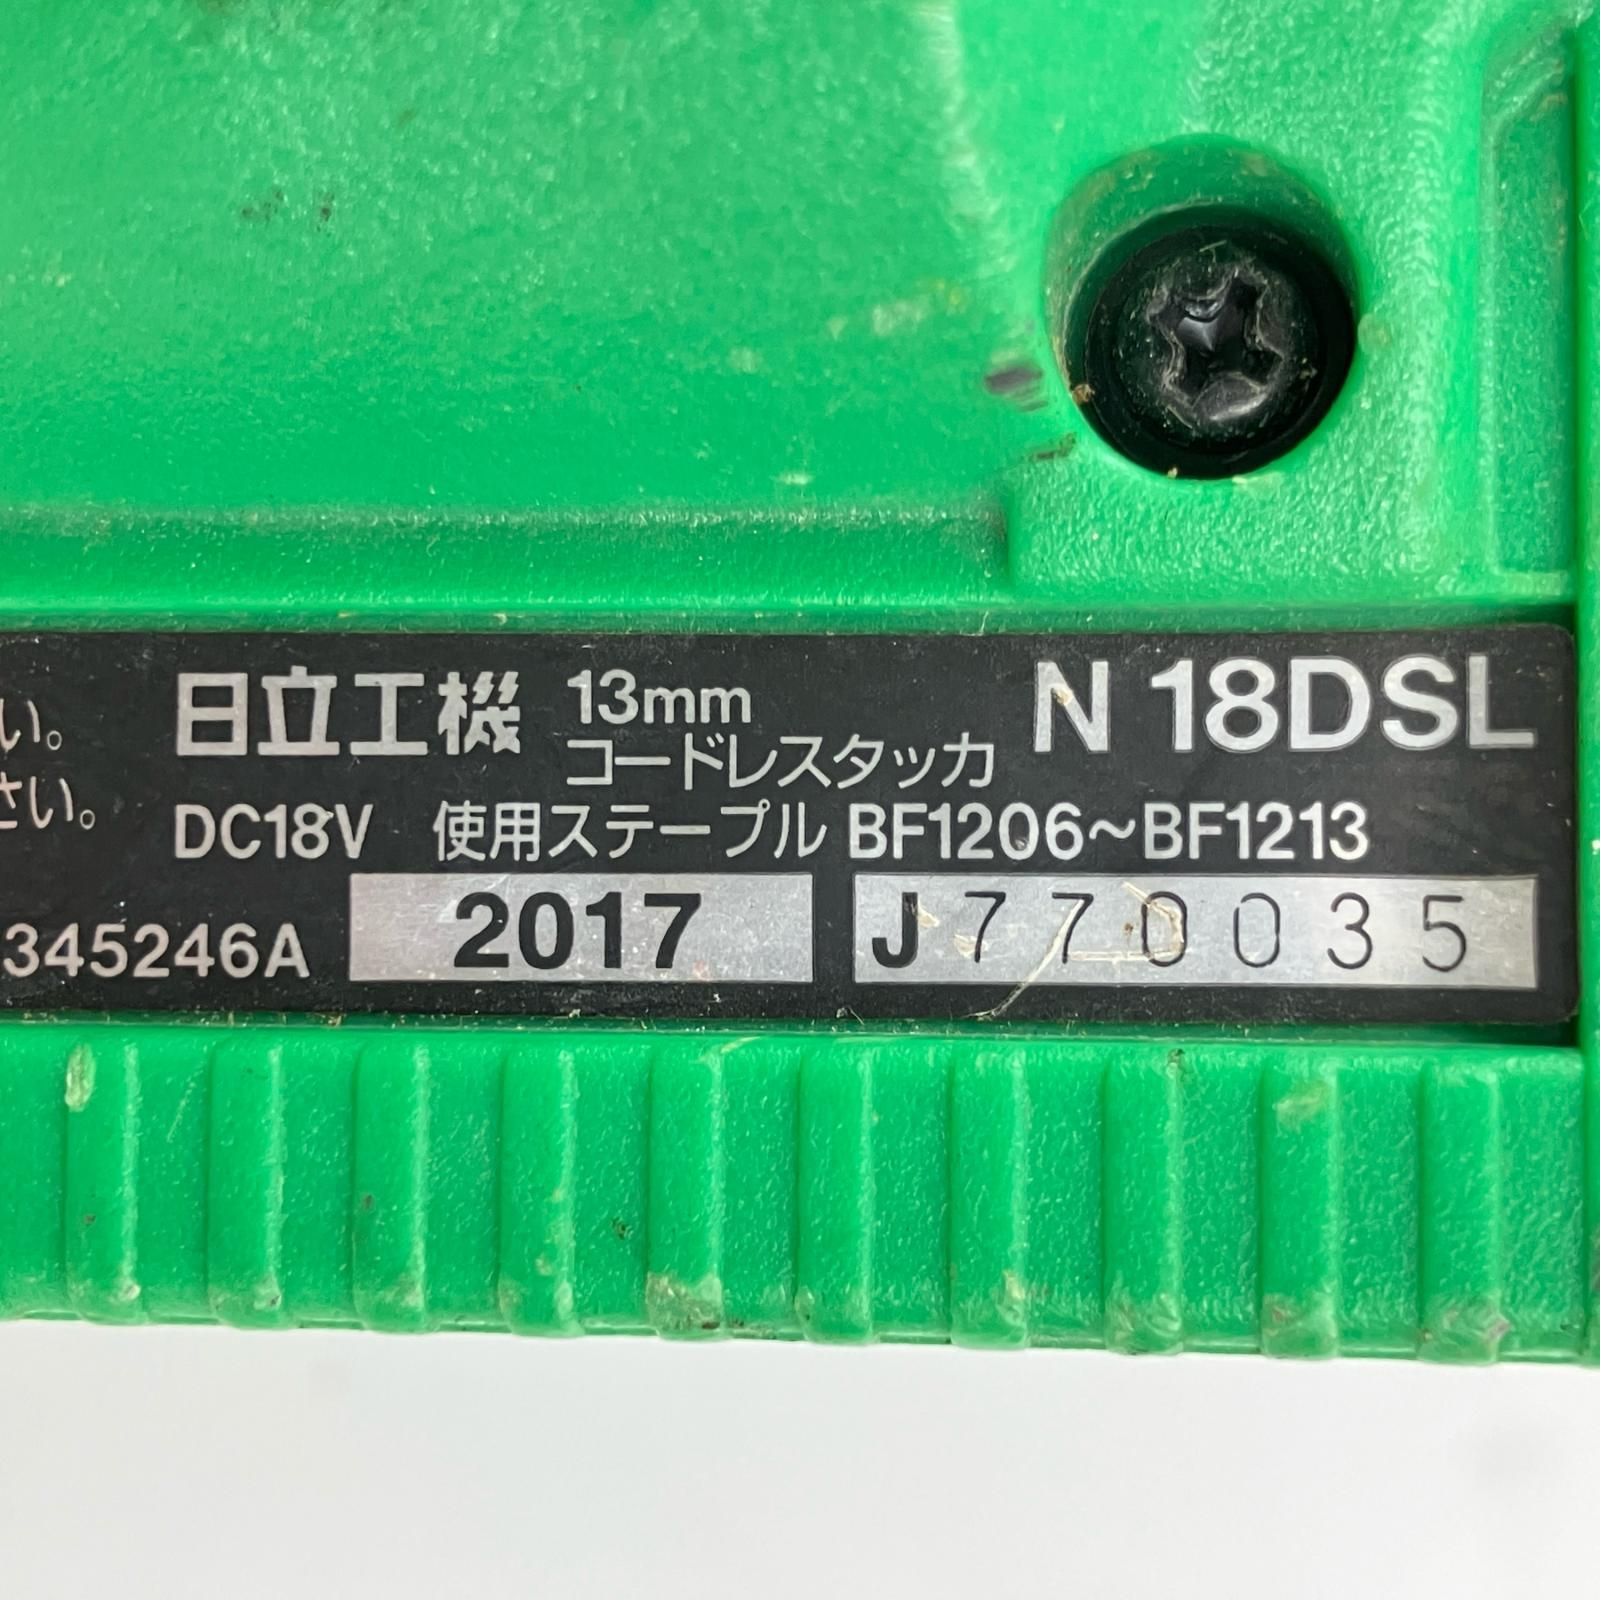 い。
さい。
日立工機 13mm コードレスタッカ N 18DSL
DC18V 使用ステープル BF1206～BF1213
345246A 2017 J770035